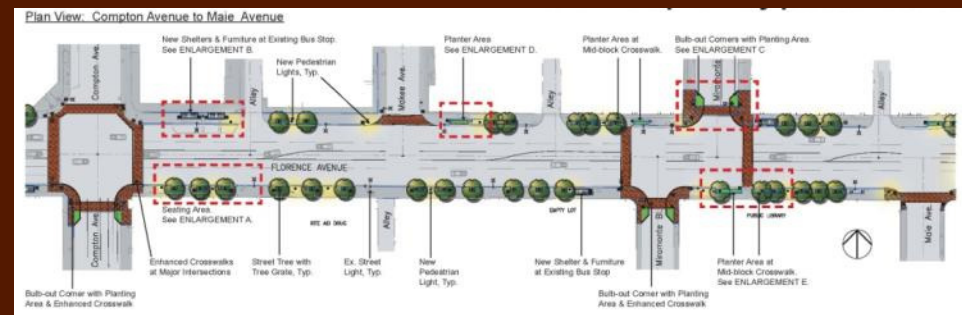 Plan View: Compton Avenue to Maie Avenue
New Shelters & Furniture at Existing Bus Stop.
See ENLARGEMENT B.
Planter Area
See ENLARGEMENT D.
Planter Area at
Mid-block Crosswalk.
Bulb-out Corners with Planting Area.
See ENLARGEMENT C
New Pedestrian
Lights, Typ.
Compton Ave.
Alley
Mokee Ave.
Alley
Miramonte
Alley
FLORENCE AVENUE
Seating Area.
See ENLARGEMENT A.
RITE AID DRUG
EMPTY LOT
PUBLIC LIBRARY
Compton Ave.
Alley
Miramonte Bl.
Maie Ave.
Enhanced Crosswalks
at Major Intersections
Street Tree with
Tree Grate, Typ.
Ex. Street
Light, Typ.
New
Pedestrian
Light, Typ.
New Shelter & Furniture
at Existing Bus Stop
Planter Area at
Mid-block Crosswalk.
See ENLARGEMENT E.
Bulb-out Corner with Planting
Area & Enhanced Crosswalk
Bulb-out Corner with Planting
Area & Enhanced Crosswalk